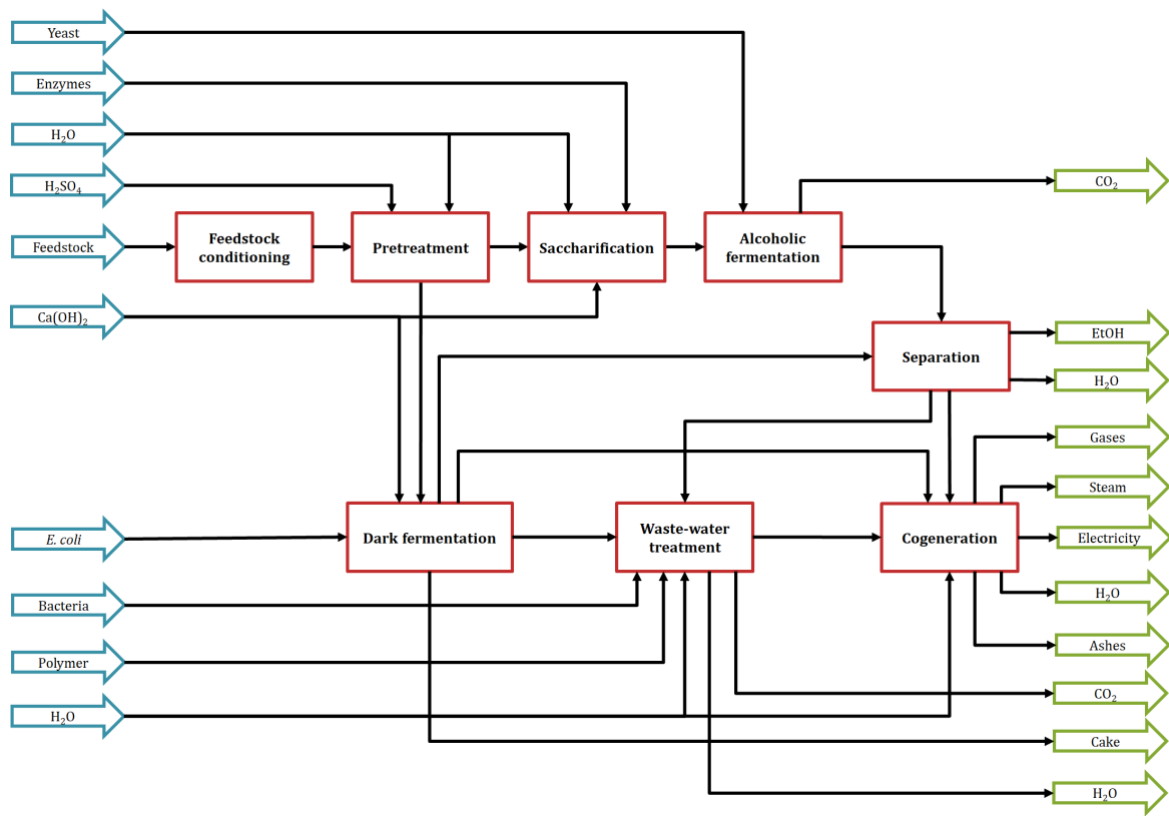 Yeast
Enzymes
H₂O
H₂SO₄
CO₂
Feedstock
Feedstock
conditioning
Pretreatment
Saccharification
Alcoholic
fermentation
Ca(OH)₂
EtOH
Separation
H₂O
Gases
Steam
E. coli
Dark fermentation
Waste-water
treatment
Cogeneration
Electricity
H₂O
Bacteria
Ashes
Polymer
CO₂
H₂O
Cake
H₂O